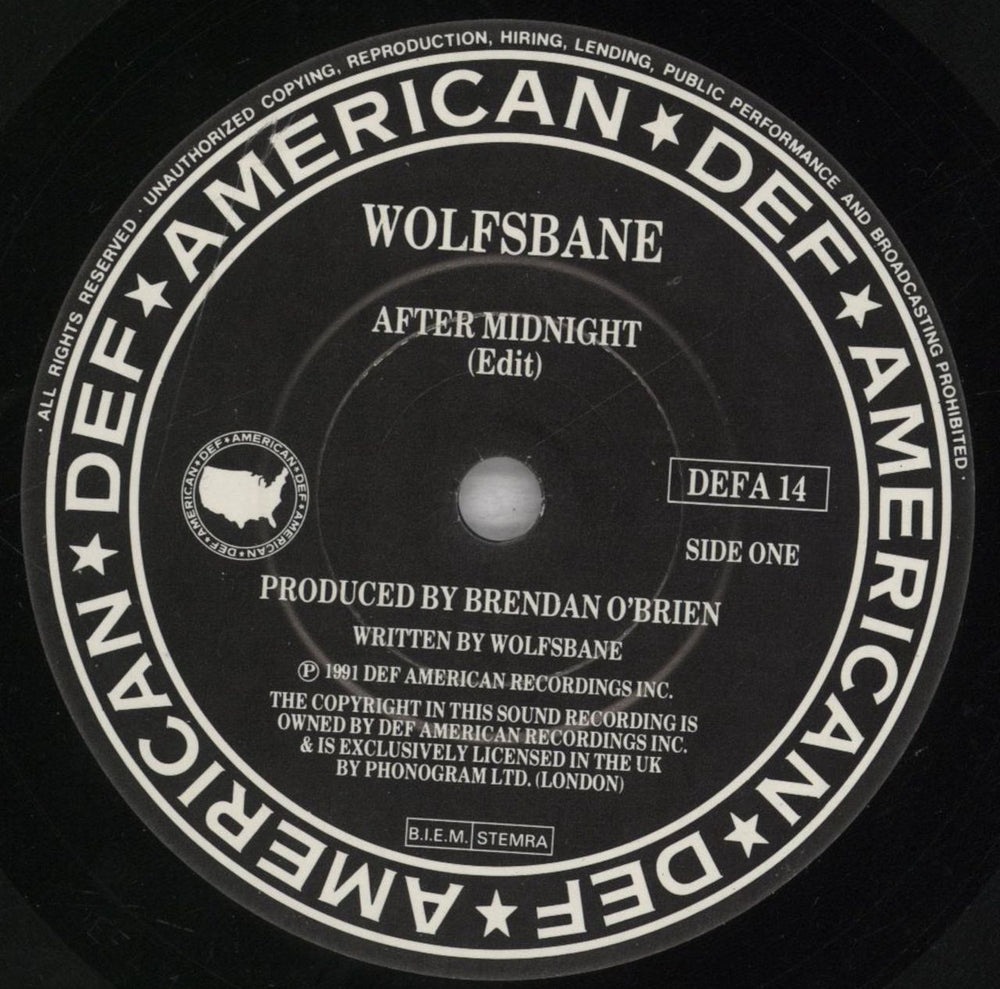 · ALL RIGHTS RESERVED · UNAUTHORIZED COPYING, REPRODUCTION, HIRING, LENDING, PUBLIC PERFORMANCE AND BROADCASTING PROHIBITED ·
DEF ★ AMERICAN ★ DEF ★ AMERICAN ★ DEF ★ AMERICAN ★
WOLFSBANE
AFTER MIDNIGHT
(Edit)
DEF ★ AMERICAN ★ DEF ★ AMERICAN ★ DEF ★ AMERICAN ★
DEFA 14
SIDE ONE
PRODUCED BY BRENDAN O'BRIEN
WRITTEN BY WOLFSBANE
Ⓟ 1991 DEF AMERICAN RECORDINGS INC.
THE COPYRIGHT IN THIS SOUND RECORDING IS
OWNED BY DEF AMERICAN RECORDINGS INC.
& IS EXCLUSIVELY LICENSED IN THE UK
BY PHONOGRAM LTD. (LONDON)
B.I.E.M. STEMRA